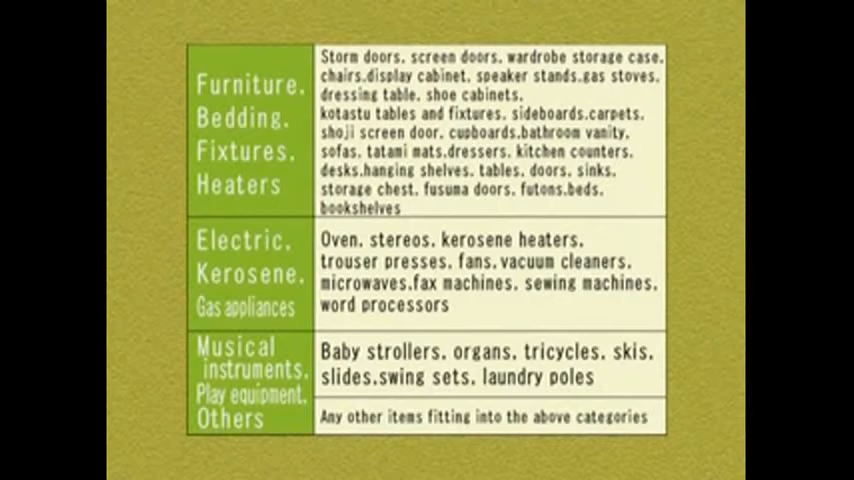 Furniture.
Bedding.
Fixtures.
Heaters
Storm doors. screen doors. wardrobe storage case.
chairs.display cabinet. speaker stands.gas stoves.
dressing table. shoe cabinets.
kotastu tables and fixtures. sideboards.carpets.
shoji screen door. cupboards.bathroom vanity.
sofas. tatami mats.dressers. kitchen counters.
desks.hanging shelves. tables. doors. sinks.
storage chest. fusuma doors. futons.beds.
bookshelves
Electric.
Kerosene.
Gas appliances
Oven. stereos. kerosene heaters.
trouser presses. fans.vacuum cleaners.
microwaves.fax machines. sewing machines.
word processors
Musical
instruments.
Play equipment.
Others
Baby strollers. organs. tricycles. skis.
slides.swing sets. laundry poles
Any other items fitting into the above categories